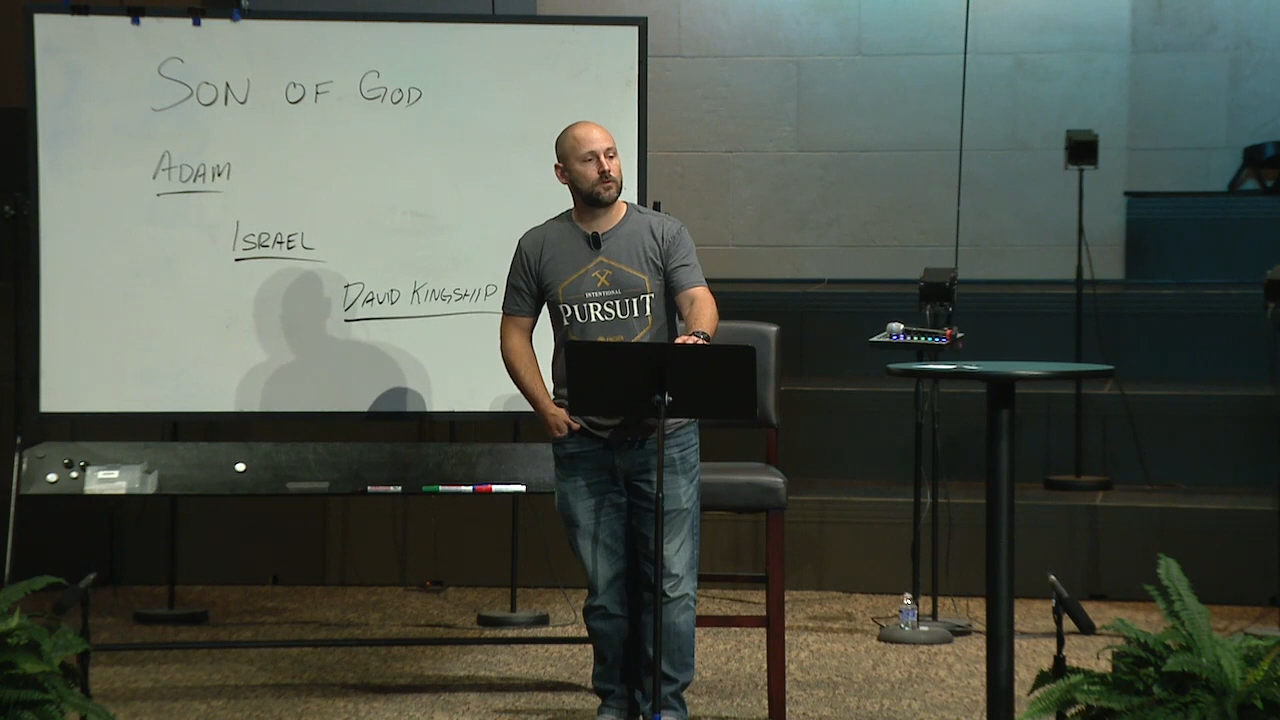 SON OF GOD
ADAM
ISRAEL
DAVID KINGSHIP
INTENTIONAL
PURSUIT